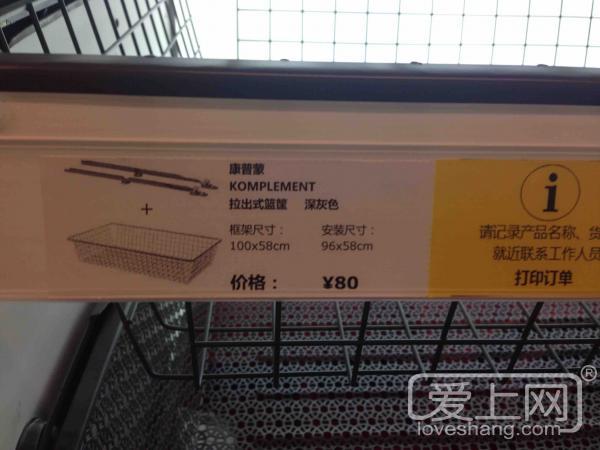 康普蒙
KOMPLEMENT
拉出式篮筐 深灰色
框架尺寸： 安装尺寸：
100x58cm 96x58cm
价格： ¥80
+
i
请记录产品名称、货
就近联系工作人员
打印订单
爱上网®
loveshang.com